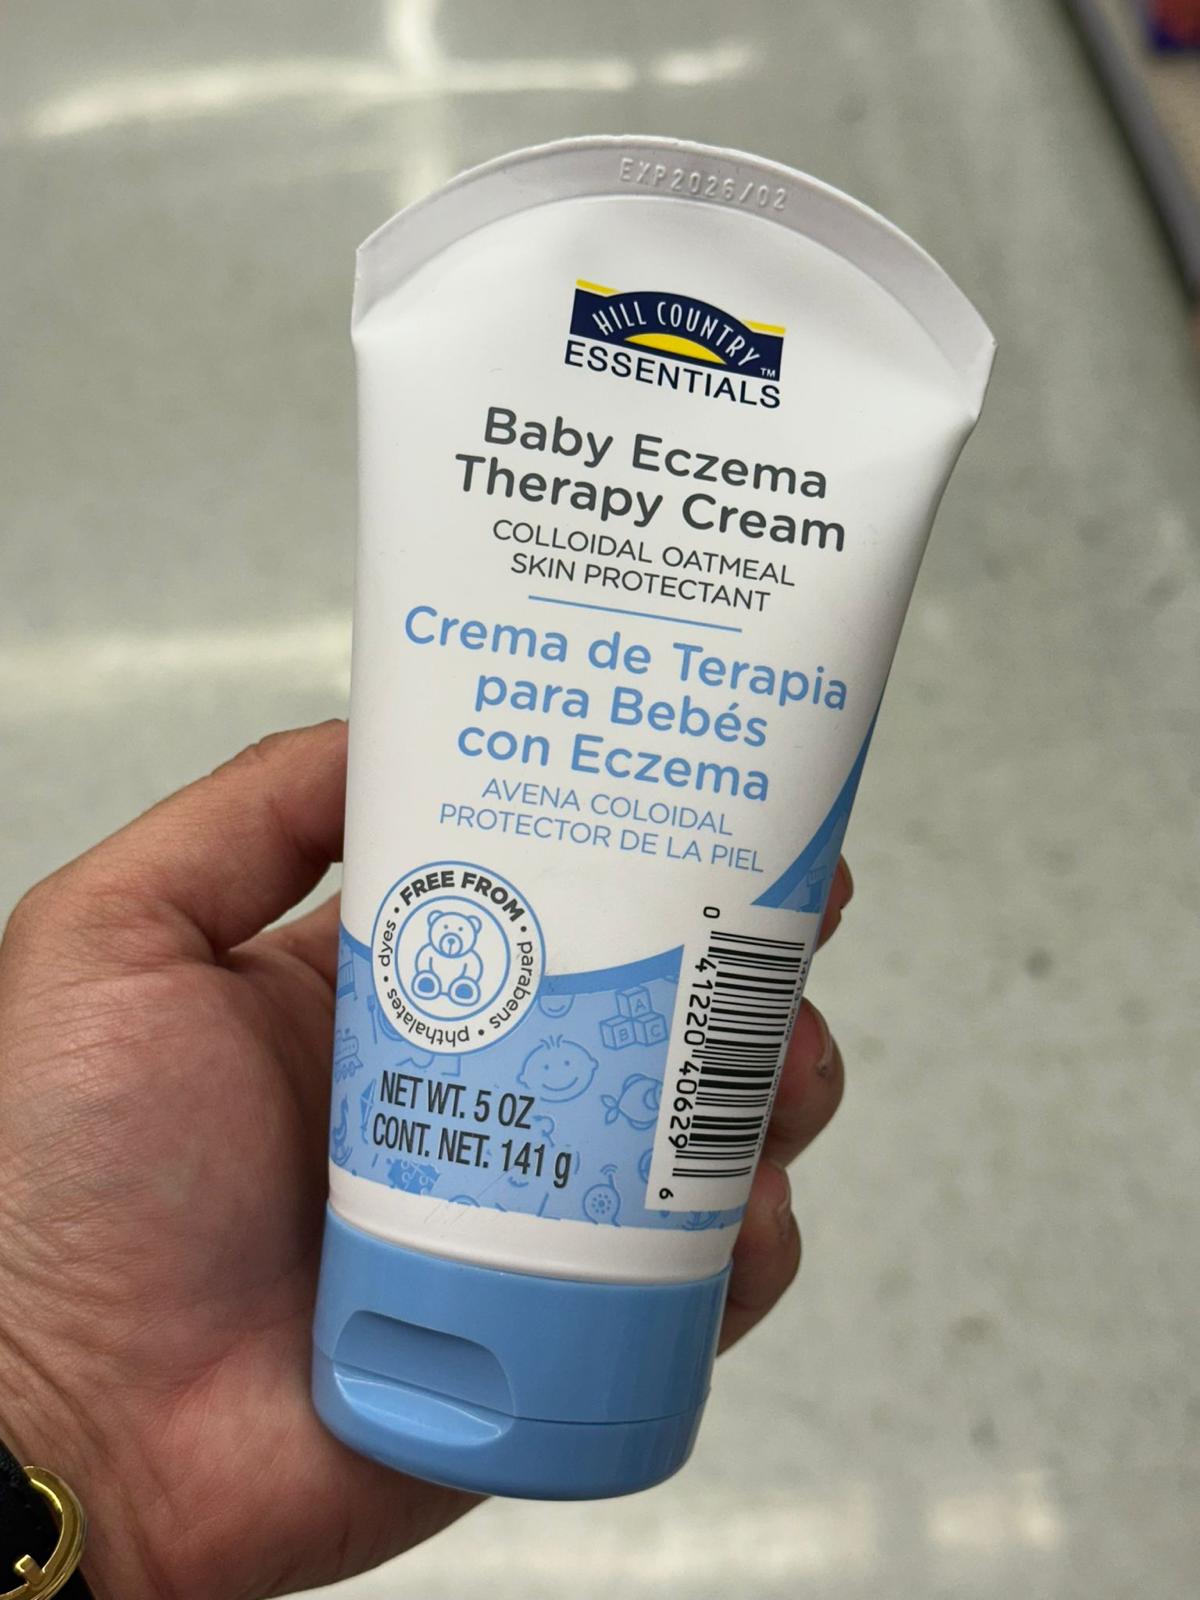 EXP2026/02
HILL COUNTRY™
ESSENTIALS
Baby Eczema
Therapy Cream
COLLOIDAL OATMEAL
SKIN PROTECTANT
Crema de Terapia
para Bebés
con Eczema
AVENA COLOIDAL
PROTECTOR DE LA PIEL
FREE FROM • parabens • phthalates • dyes •
A
B C
NET WT. 5 OZ
CONT. NET. 141 g
0 41220 40629 6